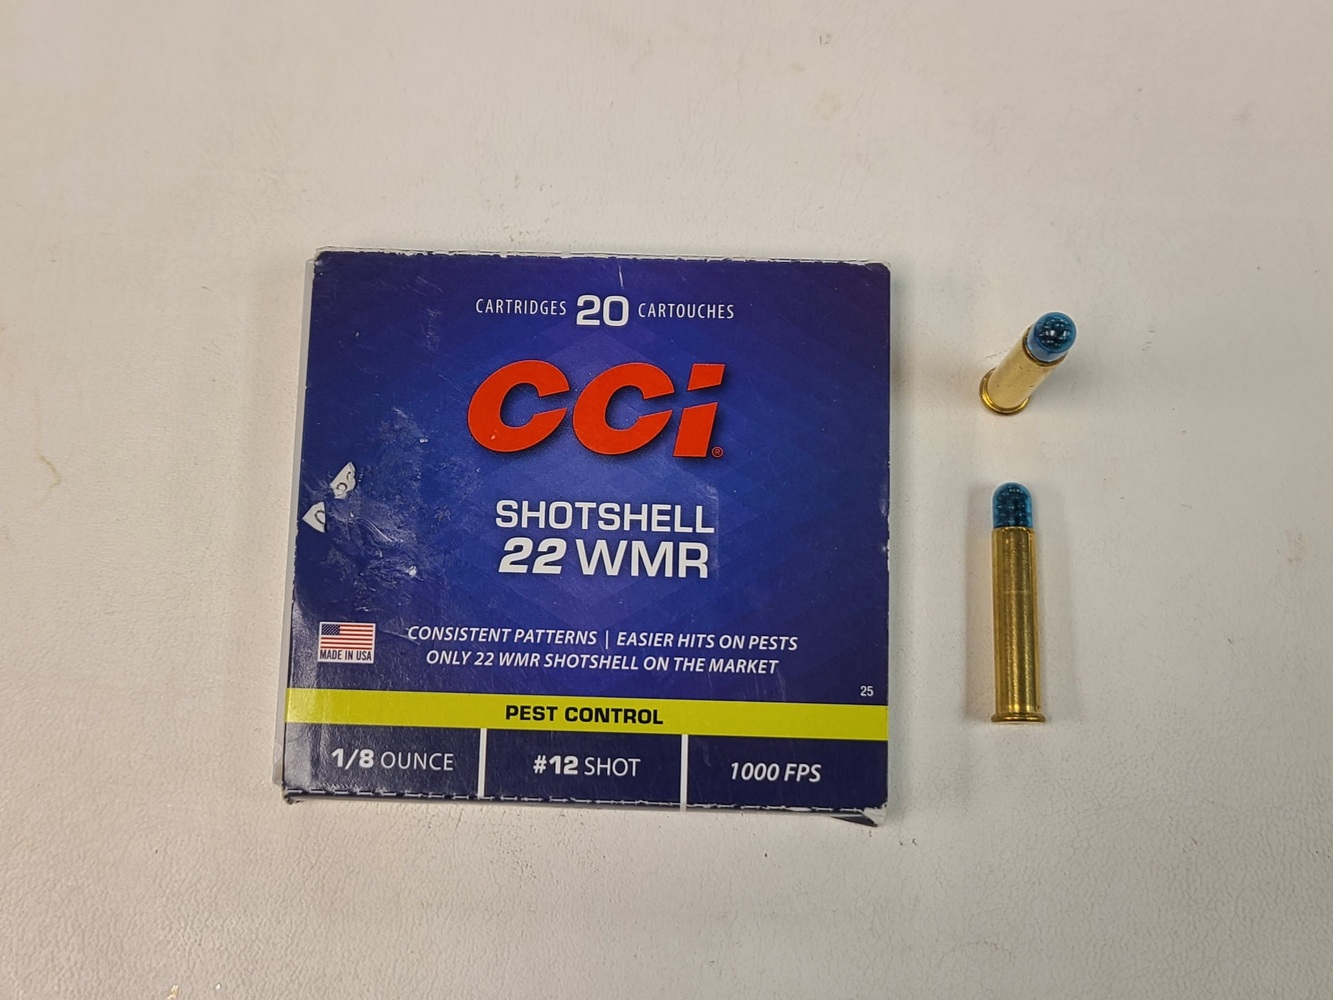 CARTRIDGES 20 CARTOUCHES
CCi®
SHOTSHELL
22 WMR
CONSISTENT PATTERNS | EASIER HITS ON PESTS
ONLY 22 WMR SHOTSHELL ON THE MARKET
MADE IN USA
25
PEST CONTROL
1/8 OUNCE
#12 SHOT
1000 FPS